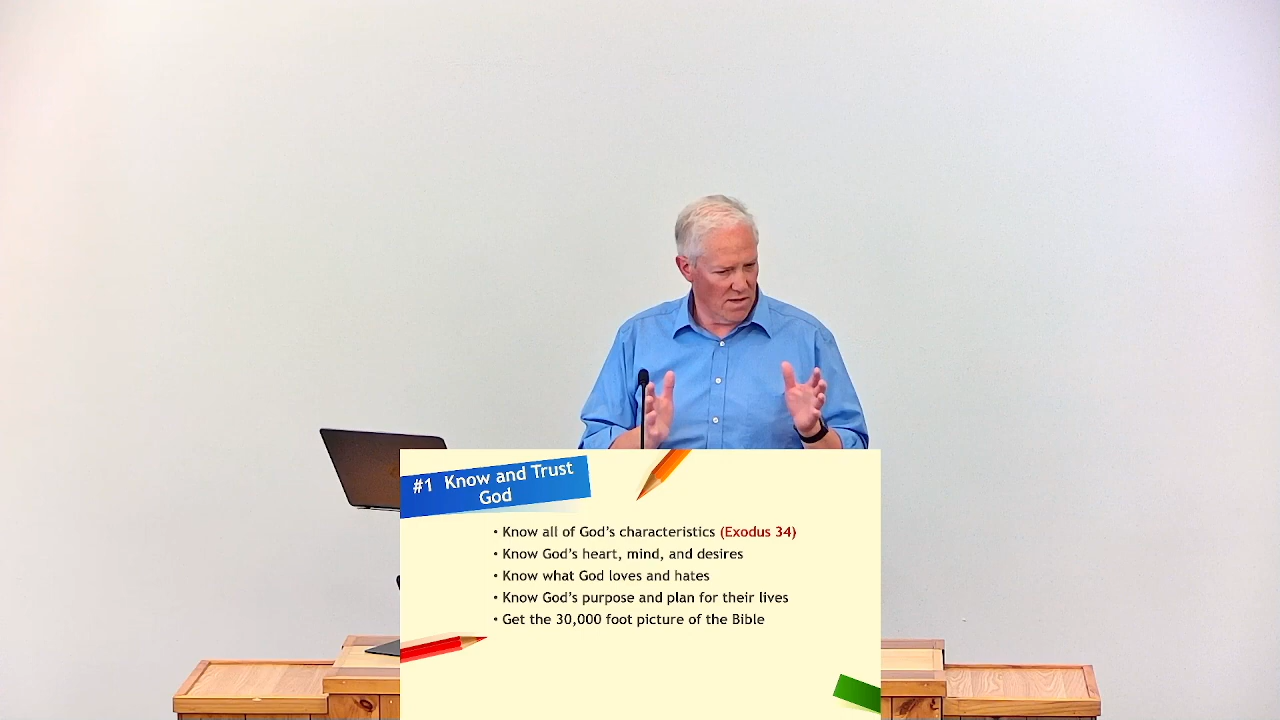 #1 Know and Trust
God
• Know all of God’s characteristics (Exodus 34)
• Know God’s heart, mind, and desires
• Know what God loves and hates
• Know God’s purpose and plan for their lives
• Get the 30,000 foot picture of the Bible